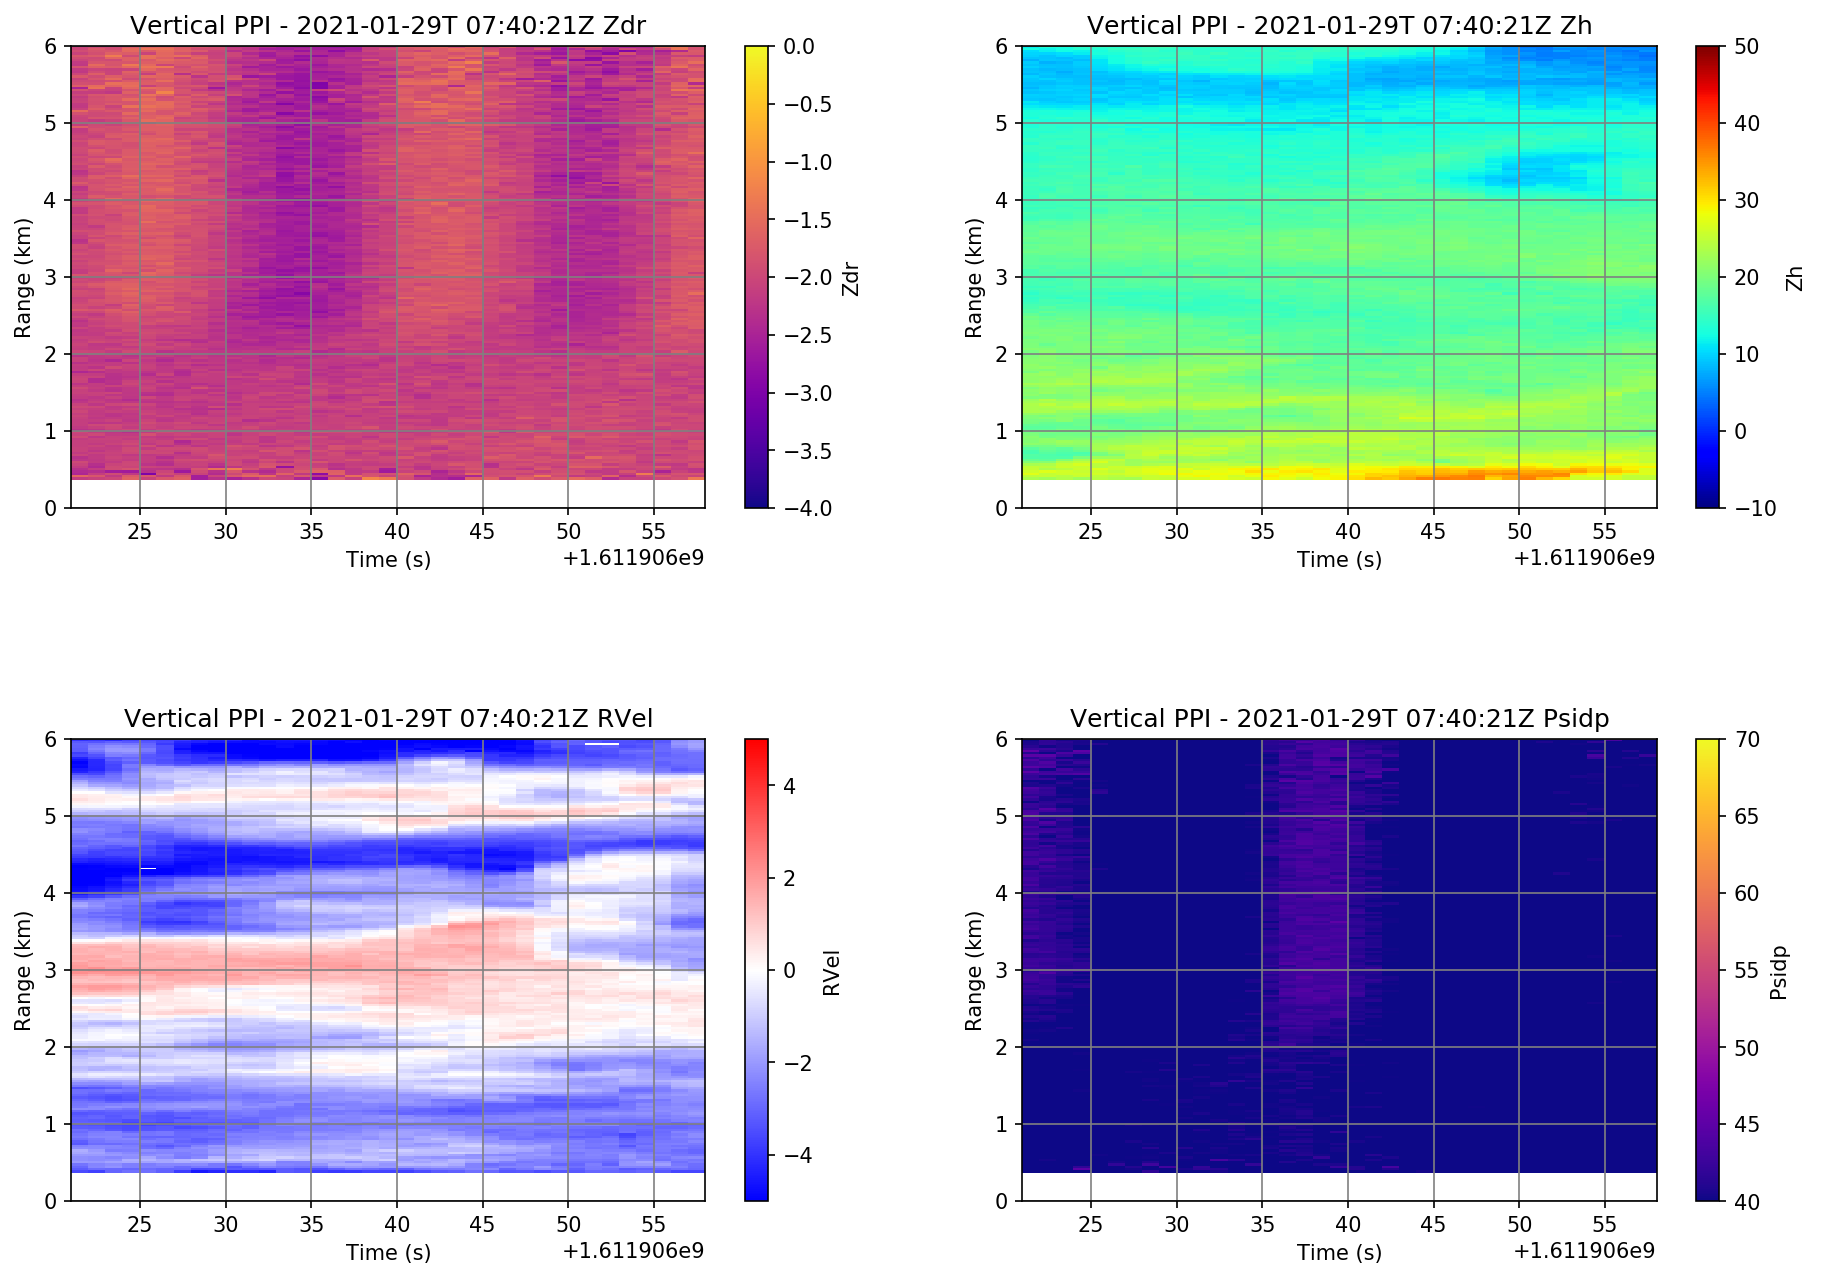 Vertical PPI - 2021-01-29T 07:40:21Z Zdr
6
5
4
3
2
1
0
Range (km)
25 30 35 40 45 50 55
Time (s)
+1.611906e9
0.0
−0.5
−1.0
−1.5
−2.0
−2.5
−3.0
−3.5
−4.0
Zdr
Vertical PPI - 2021-01-29T 07:40:21Z Zh
6
5
4
3
2
1
0
Range (km)
25 30 35 40 45 50 55
Time (s)
+1.611906e9
50
40
30
20
10
0
−10
Zh
Vertical PPI - 2021-01-29T 07:40:21Z RVel
6
5
4
3
2
1
0
Range (km)
25 30 35 40 45 50 55
Time (s)
+1.611906e9
4
2
0
−2
−4
RVel
Vertical PPI - 2021-01-29T 07:40:21Z Psidp
6
5
4
3
2
1
0
Range (km)
25 30 35 40 45 50 55
Time (s)
+1.611906e9
70
65
60
55
50
45
40
Psidp